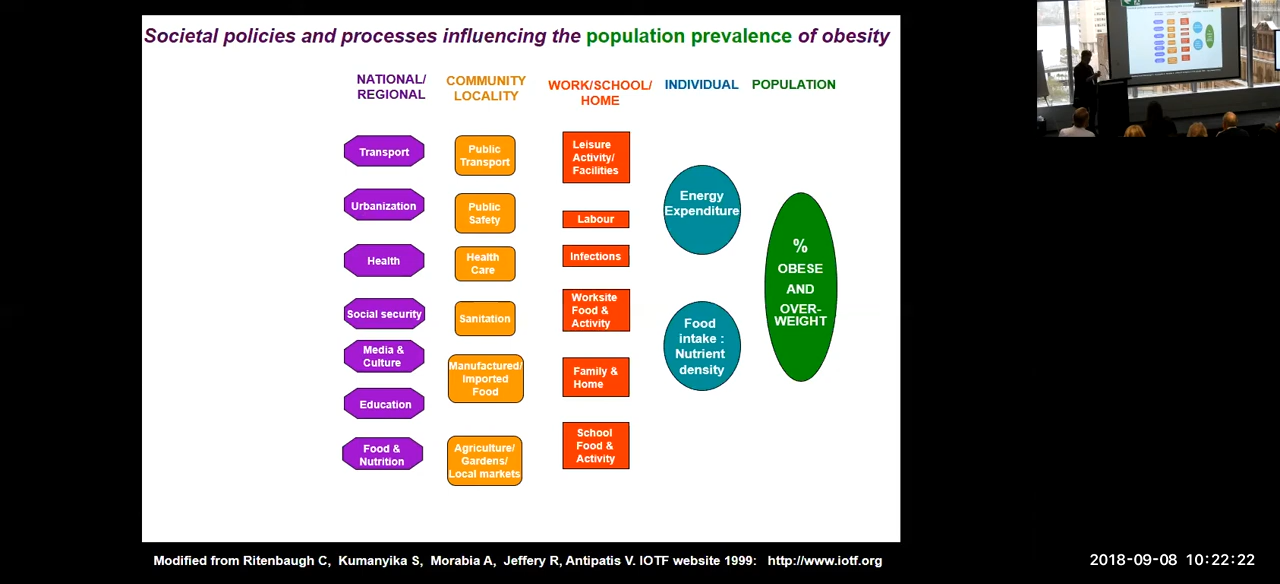 Societal policies and processes influencing the population prevalence of obesity
NATIONAL/
REGIONAL
COMMUNITY
LOCALITY
WORK/SCHOOL/
HOME
INDIVIDUAL
POPULATION
Transport
Urbanization
Health
Social security
Media &
Culture
Education
Food &
Nutrition
Public
Transport
Public
Safety
Health
Care
Sanitation
Manufactured/
Imported
Food
Agriculture/
Gardens/
Local markets
Leisure
Activity/
Facilities
Labour
Infections
Worksite
Food &
Activity
Family &
Home
School
Food &
Activity
Energy
Expenditure
Food
intake :
Nutrient
density
%
OBESE
AND
OVER-
WEIGHT
Modified from Ritenbaugh C, Kumanyika S, Morabia A, Jeffery R, Antipatis V. IOTF website 1999: http://www.iotf.org
2018-09-08 10:22:22